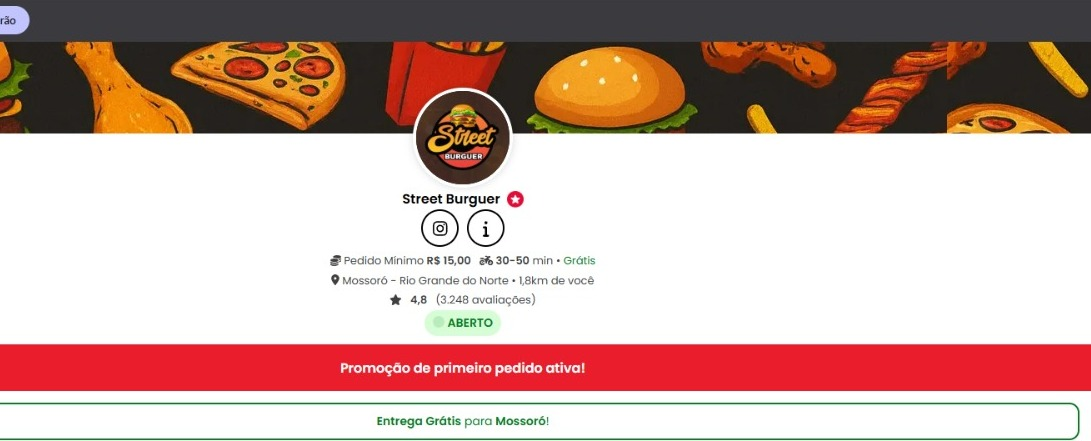 rão
Street
BURGUER
Street Burguer
Pedido Mínimo R$ 15,00 30-50 min • Grátis
Mossoró - Rio Grande do Norte • 1,8km de você
4,8 (3.248 avaliações)
ABERTO
Promoção de primeiro pedido ativa!
Entrega Grátis para Mossoró!